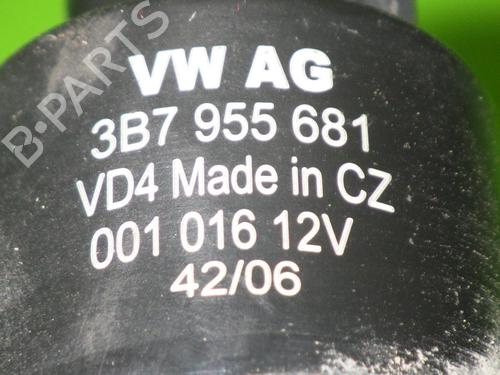 B-PARTS
VW AG
3B7 955 681
VD4 Made in CZ
001 016 12V
42/06